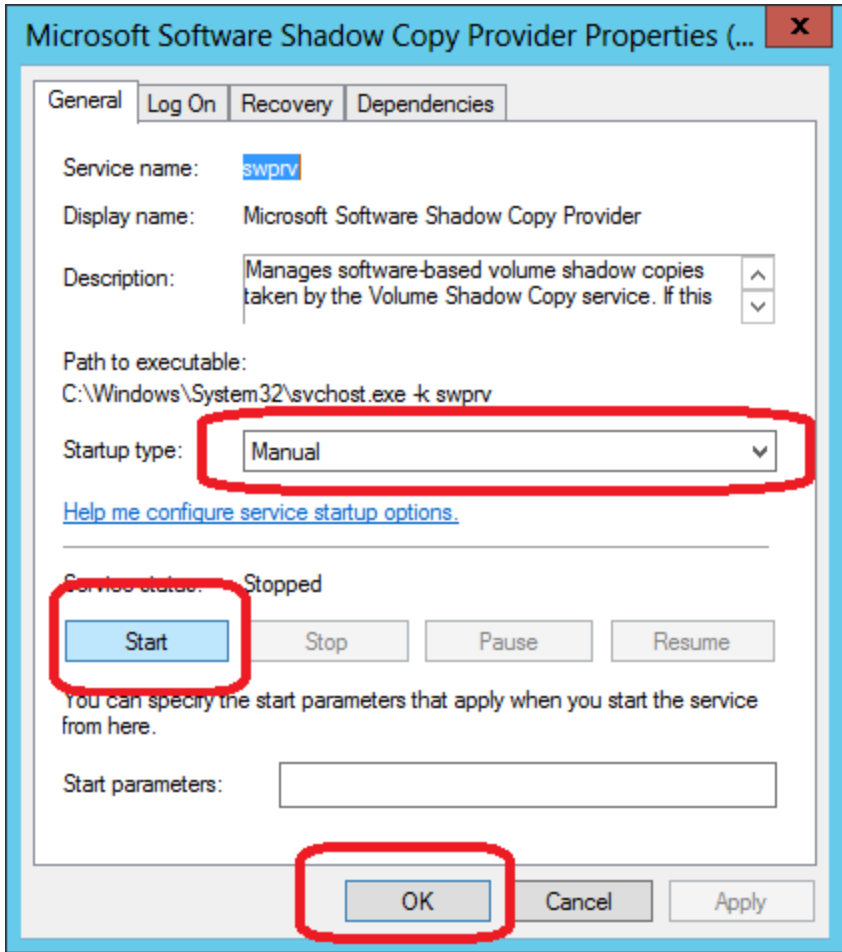 Microsoft Software Shadow Copy Provider Properties (...
x
General Log On Recovery Dependencies
Service name: swprv
Display name: Microsoft Software Shadow Copy Provider
Description: Manages software-based volume shadow copies
taken by the Volume Shadow Copy service. If this
Path to executable:
C:\Windows\System32\svchost.exe -k swprv
Startup type: Manual
Help me configure service startup options.
Service status: Stopped
Start Stop Pause Resume
You can specify the start parameters that apply when you start the service
from here.
Start parameters:
OK Cancel Apply